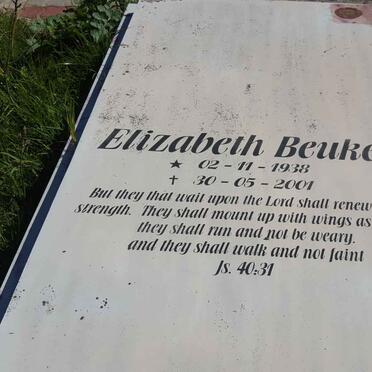 Elizabeth Beuke
★ 02 - 11 - 1938
† 30 - 05 - 2001
But they that wait upon the Lord shall renew
strength. They shall mount up with wings as
they shall run and not be weary.
and they shall walk and not faint
Js. 40:31